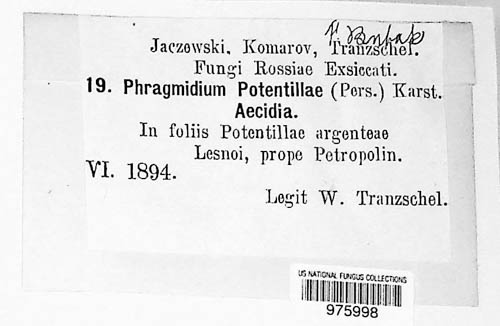 Jaczewski, Komarov, Tranzschel.
Fungi Rossiae Exsiccati.
19. Phragmidium Potentillae (Pers.) Karst.
Aecidia.
In foliis Potentillae argenteae
Lesnoi, prope Petropolin.
VI. 1894.
Legit W. Tranzschel.
US NATIONAL FUNGUS COLLECTIONS
975998